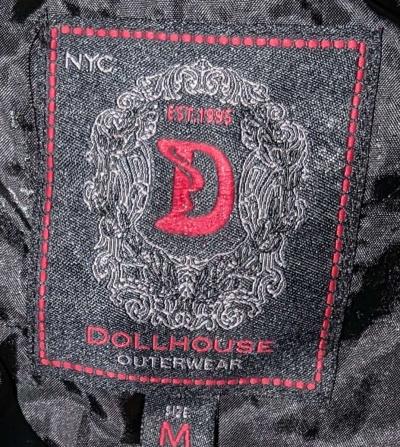 NYC
EST. 1995
D
DOLLHOUSE
OUTERWEAR
SIZE
M